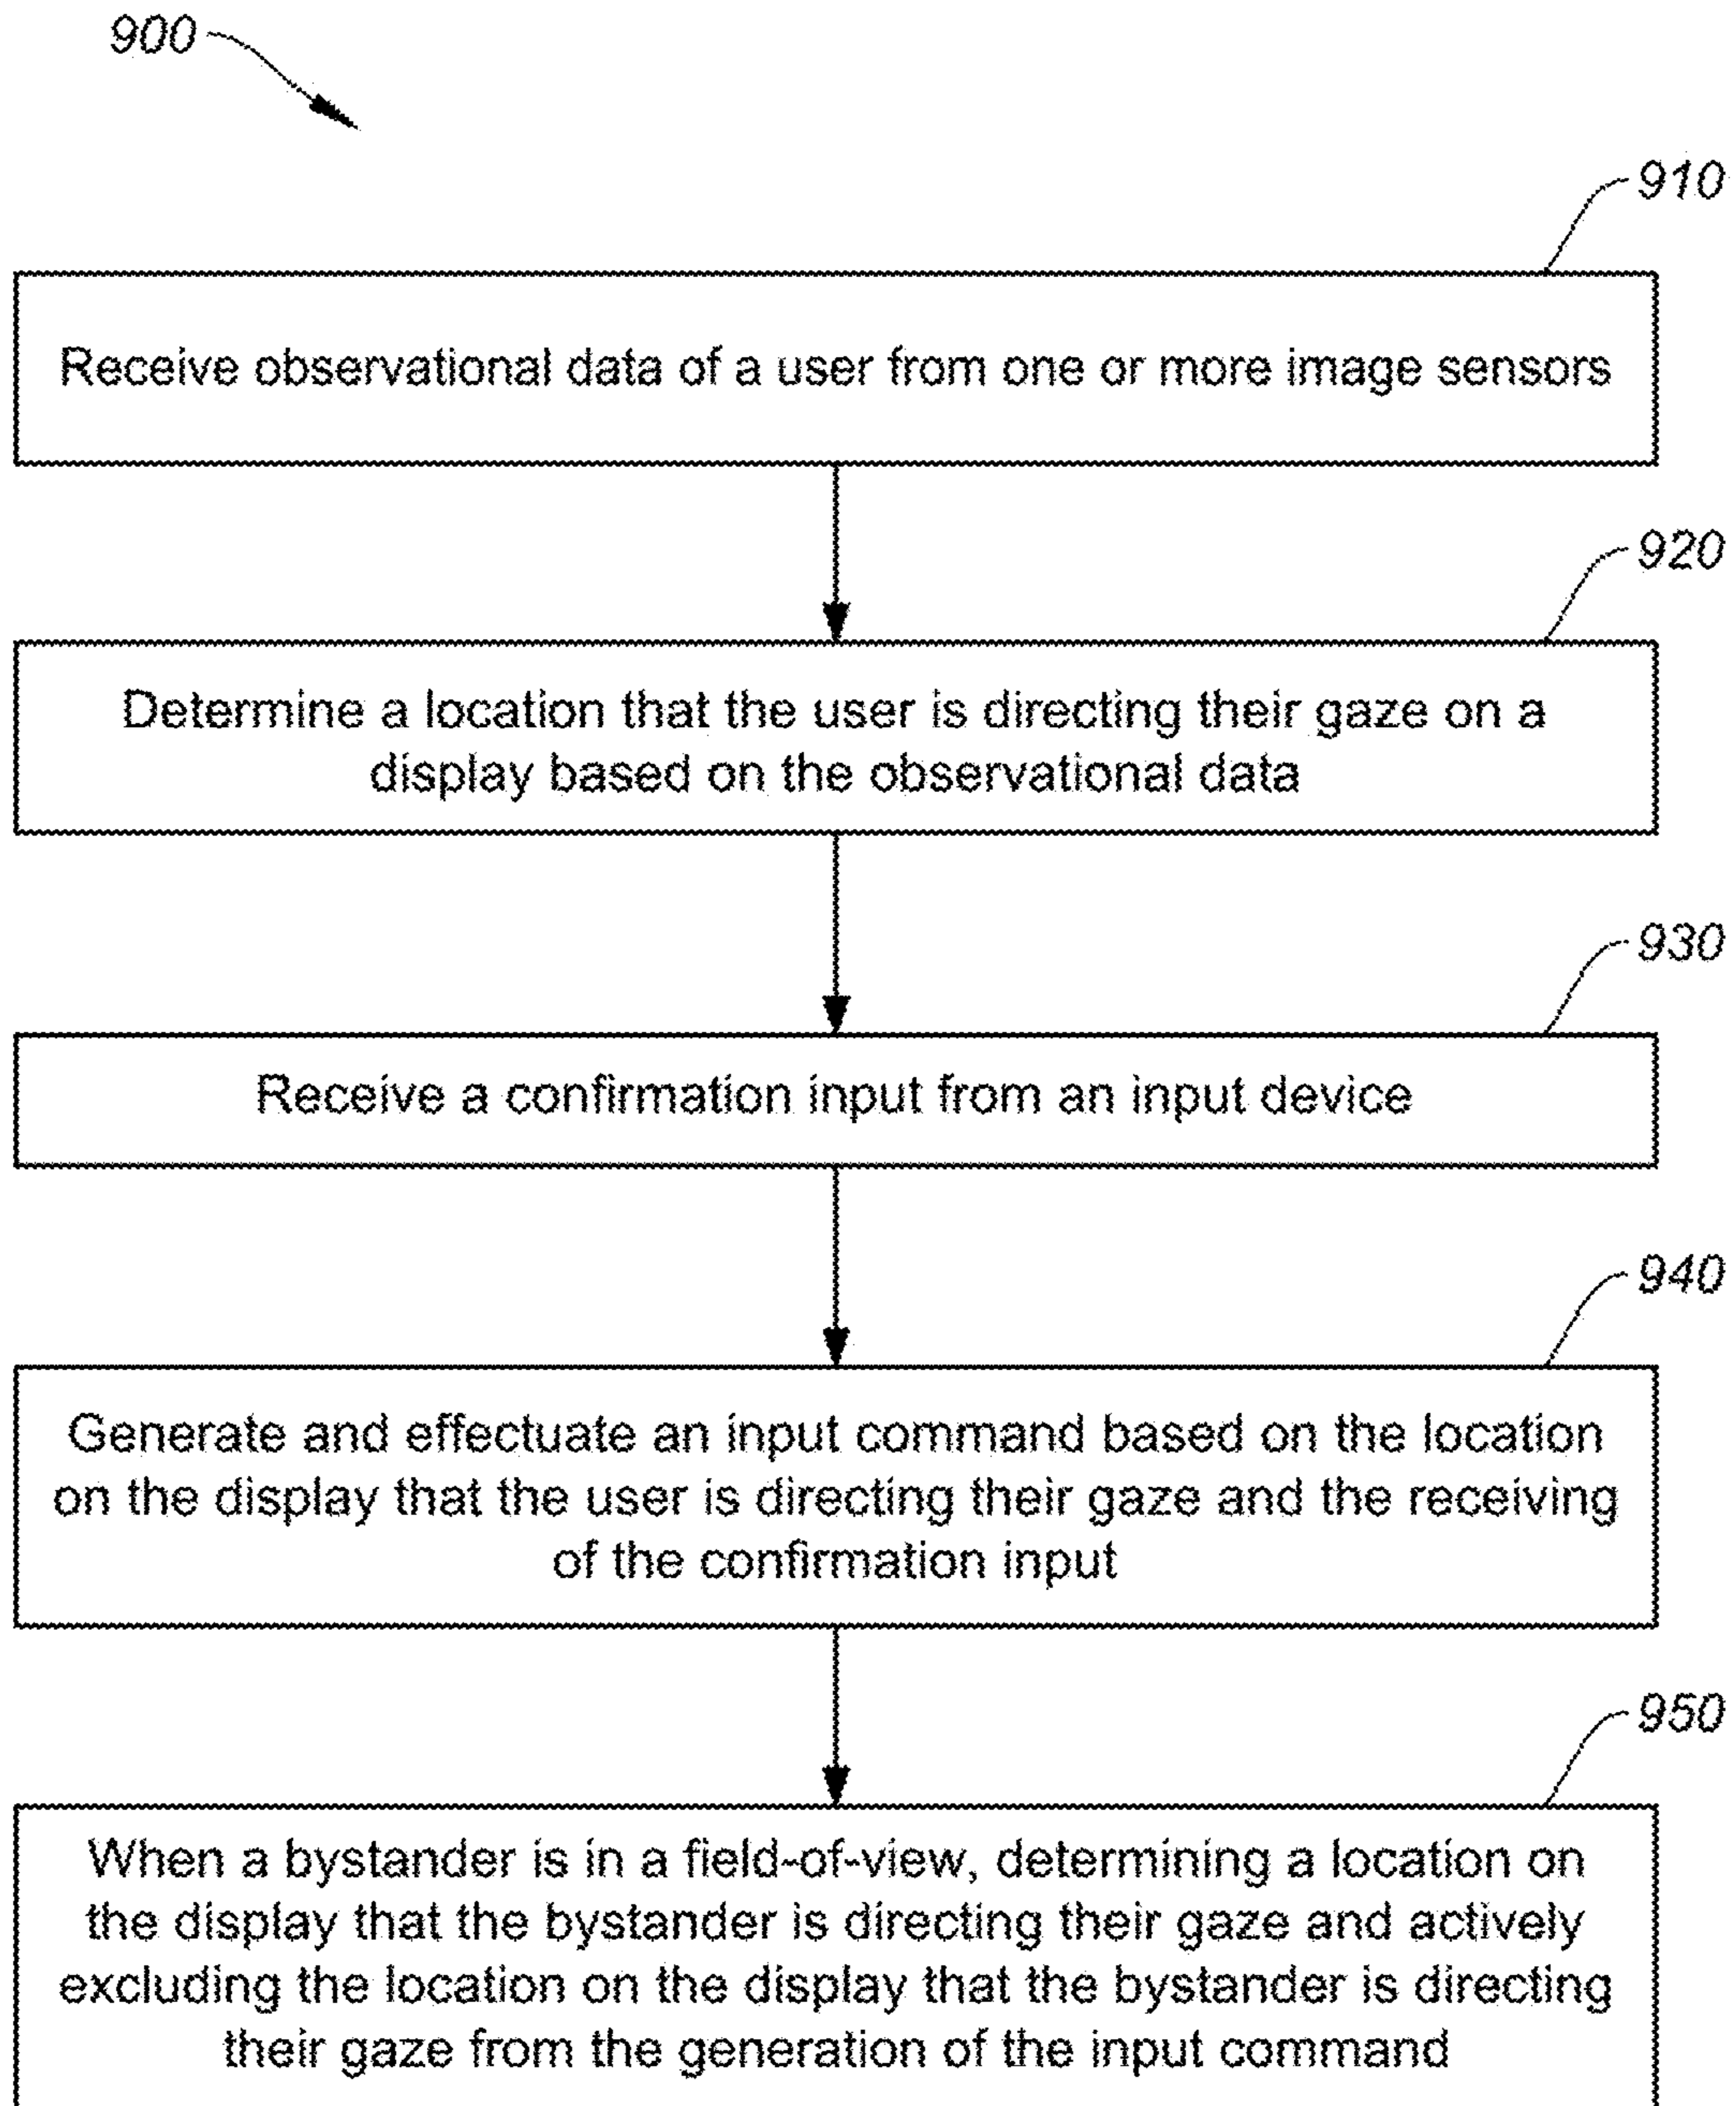 900
910
Receive observational data of a user from one or more image sensors
920
Determine a location that the user is directing their gaze on a
display based on the observational data
930
Receive a confirmation input from an input device
940
Generate and effectuate an input command based on the location
on the display that the user is directing their gaze and the receiving
of the confirmation input
950
When a bystander is in a field-of-view, determining a location on
the display that the bystander is directing their gaze and actively
excluding the location on the display that the bystander is directing
their gaze from the generation of the input command